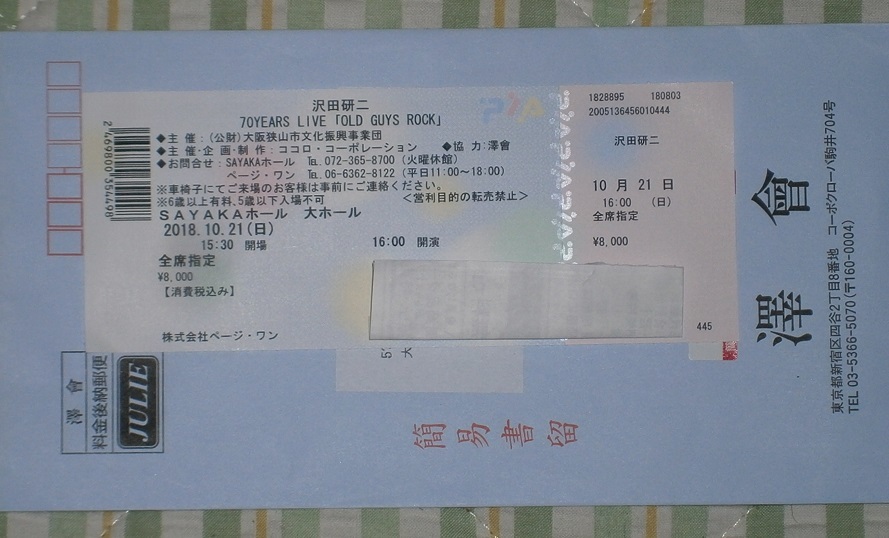 沢田研二
70YEARS LIVE「OLD GUYS ROCK」
◆主 催:(公財)大阪狭山市文化振興事業団
◆主 催・企 画・制 作:ココロ・コーポレーション ◆協 力:澤會
◆お問合せ:SAYAKAホール ℡072-365-8700(火曜休館)
ページ・ワン ℡06-6362-8122(平日11:00~18:00)
※車椅子にてご来場のお客様は事前にご連絡ください。
※6歳以上有料、5歳以下入場不可 <営利目的の転売禁止>
SAYAKAホール 大ホール
2018.10.21(日)
15:30 開場 16:00 開演
全席指定
¥8,000
【消費税込み】
株式会社ページ・ワン
2469800354498
1828895 180803
2005136456010444
沢田研二
10月21日
16:00 (日)
全席指定
¥8,000
445
澤會
東京都新宿区四谷2丁目8番地 コーポクローバ駒井704号
TEL 03-5366-5070(〒160-0004)
澤會
料金後納郵便
JULIE
簡易書留